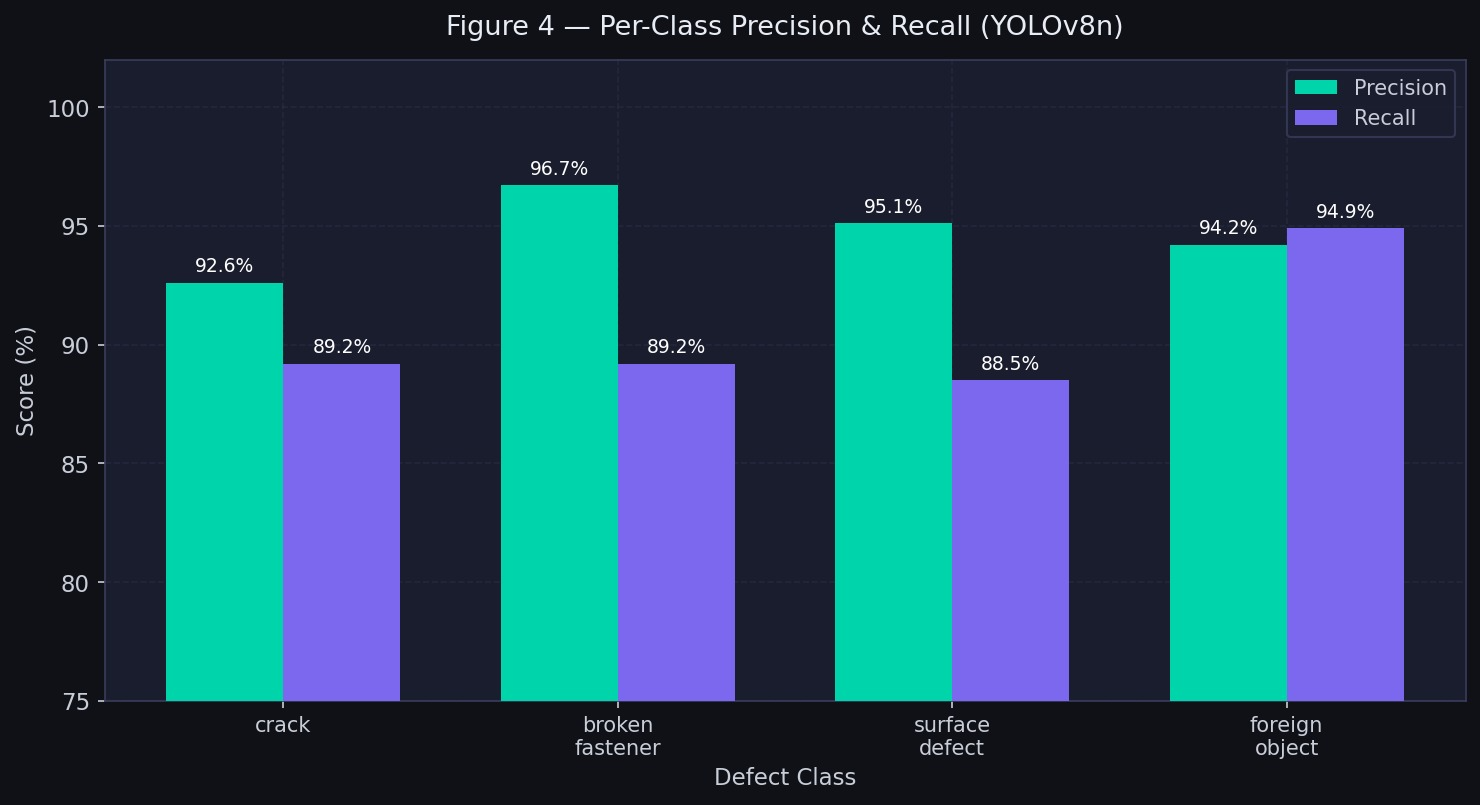 Figure 4 — Per-Class Precision & Recall (YOLOv8n)
Precision
Recall
100
95
90
85
80
75
Score (%)
92.6%
89.2%
96.7%
89.2%
95.1%
88.5%
94.2%
94.9%
crack
broken
fastener
surface
defect
foreign
object
Defect Class